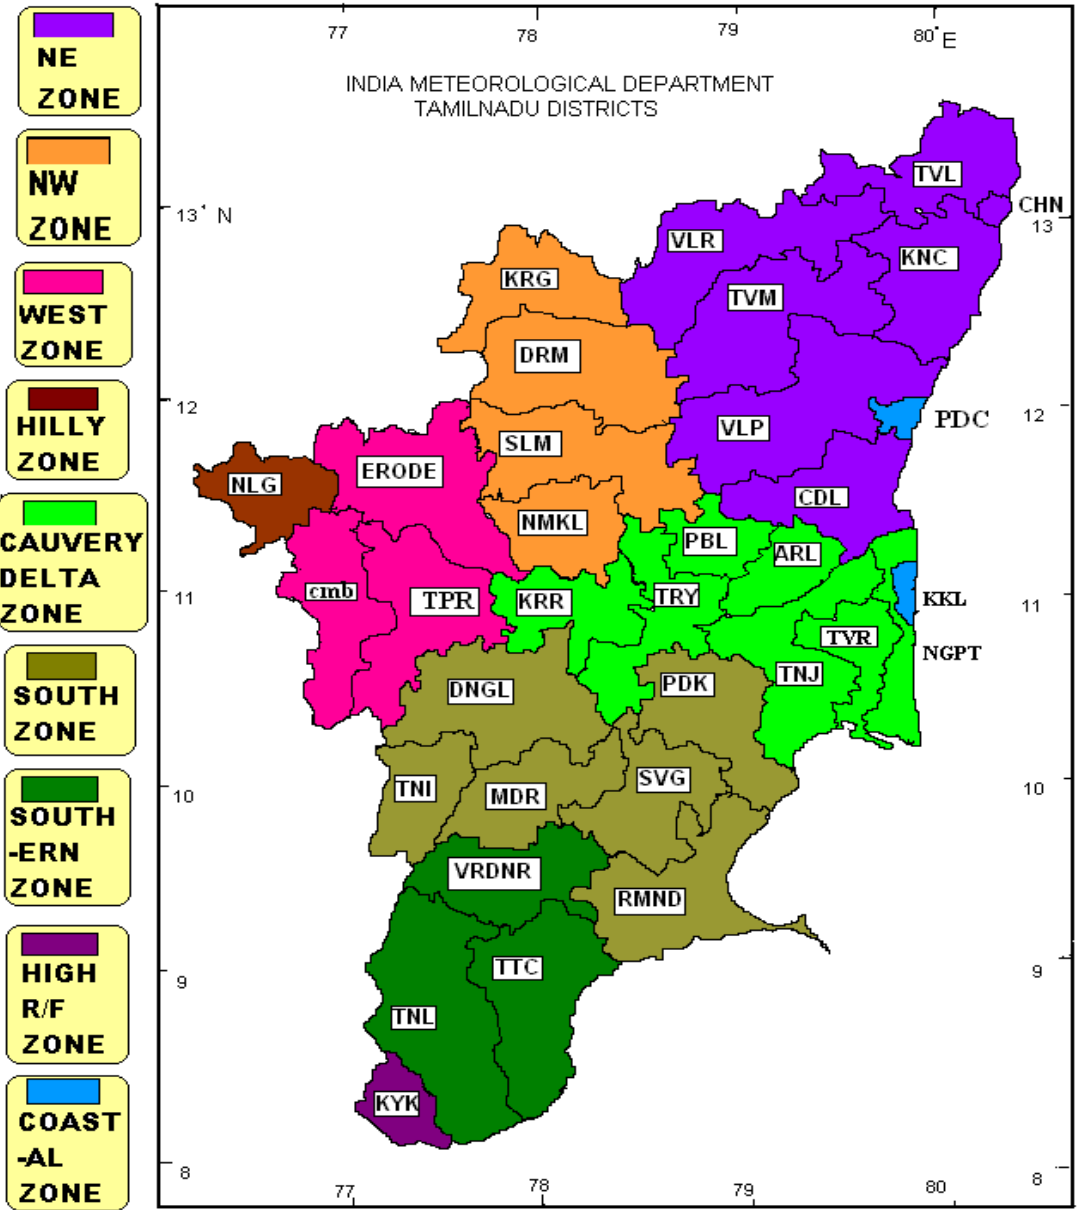 NE
ZONE
NW
ZONE
WEST
ZONE
HILLY
ZONE
CAUVERY
DELTA
ZONE
SOUTH
ZONE
SOUTH
-ERN
ZONE
HIGH
R/F
ZONE
COAST
-AL
ZONE
77
78
79
80° E
INDIA METEOROLOGICAL DEPARTMENT
TAMILNADU DISTRICTS
13° N
TVL
CHN
13
VLR
KNC
KRG
TVM
DRM
12
12
PDC
VLP
SLM
ERODE
NLG
CDL
NMKL
PBL
ARL
11
cmb
TPR
KRR
TRY
KKL
11
TVR
NGPT
DNGL
PDK
TNJ
10
TNI
MDR
SVG
10
VRDNR
RMND
9
TTC
9
TNL
KYK
8
8
77
78
79
80